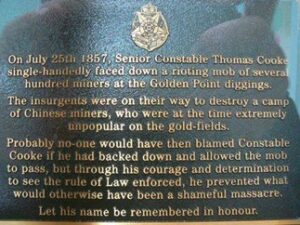 On July 25th 1857, Senior Constable Thomas Cooke
single-handedly faced down a rioting mob of several
hundred miners at the Golden Point diggings.
The insurgents were on their way to destroy a camp
of Chinese miners, who were at the time extremely
unpopular on the gold-fields.
Probably no-one would have then blamed Constable
Cooke if he had backed down and allowed the mob
to pass, but through his courage and determination
to see the rule of Law enforced, he prevented what
would otherwise have been a shameful massacre.
Let his name be remembered in honour.